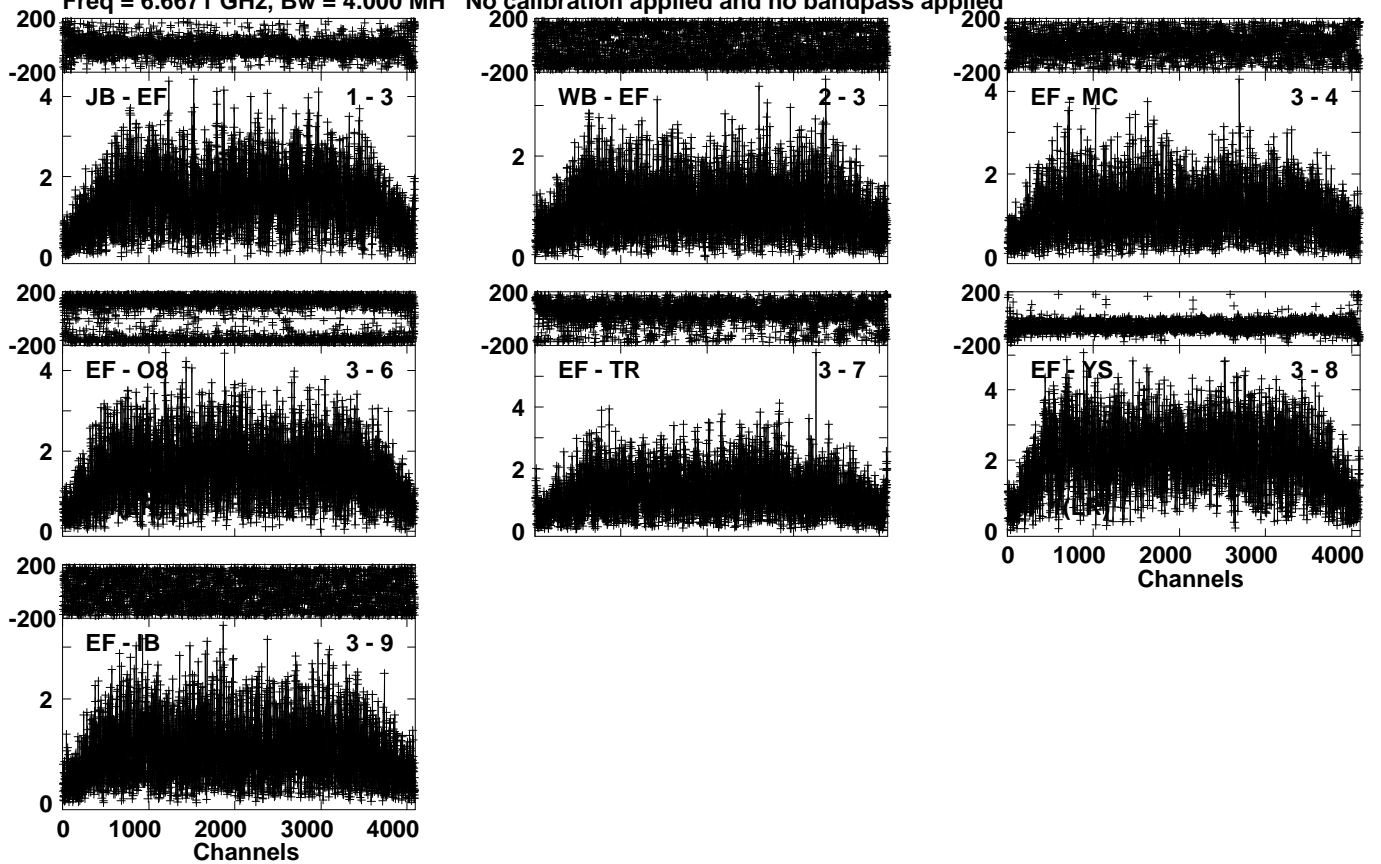 Freq = 6.6671 GHz, Bw = 4.000 MH No calibration applied and no bandpass applied
200
-200
4
2
0
JB - EF 1 - 3
200
-200
2
0
WB - EF 2 - 3
200
-200
4
2
0
EF - MC 3 - 4
200
-200
4
2
0
EF - O8 3 - 6
200
-200
4
2
0
EF - TR 3 - 7
200
-200
4
2
0
EF - YS 3 - 8
0 1000 2000 3000 4000
Channels
200
-200
2
0
EF - IB 3 - 9
0 1000 2000 3000 4000
Channels